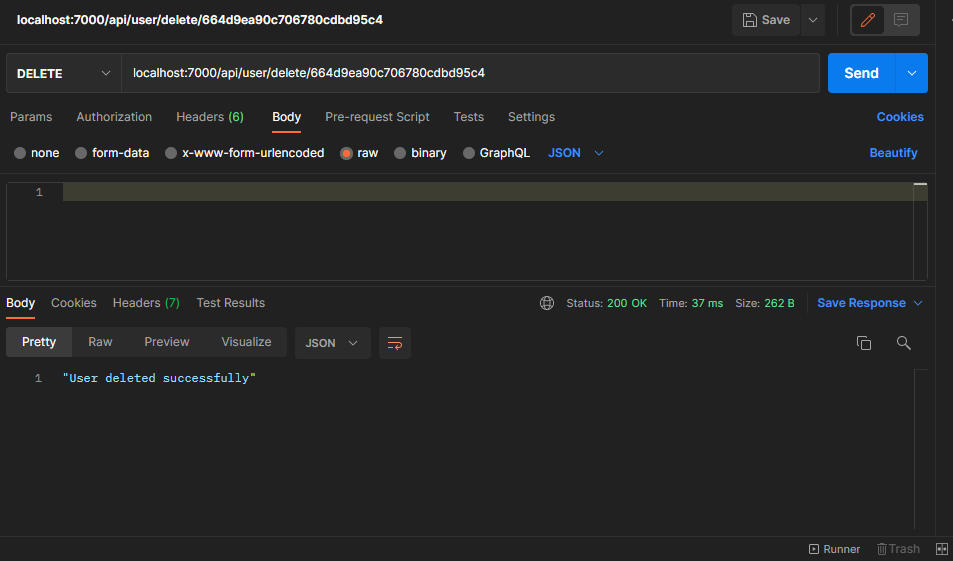 localhost:7000/api/user/delete/664d9ea90c706780cdbd95c4
Save
DELETE
localhost:7000/api/user/delete/664d9ea90c706780cdbd95c4
Send
Params Authorization Headers (6) Body Pre-request Script Tests Settings Cookies
none form-data x-www-form-urlencoded raw binary GraphQL JSON Beautify
1
Body Cookies Headers (7) Test Results Status: 200 OK Time: 37 ms Size: 262 B Save Response
Pretty Raw Preview Visualize JSON
1 "User deleted successfully"
Runner Trash